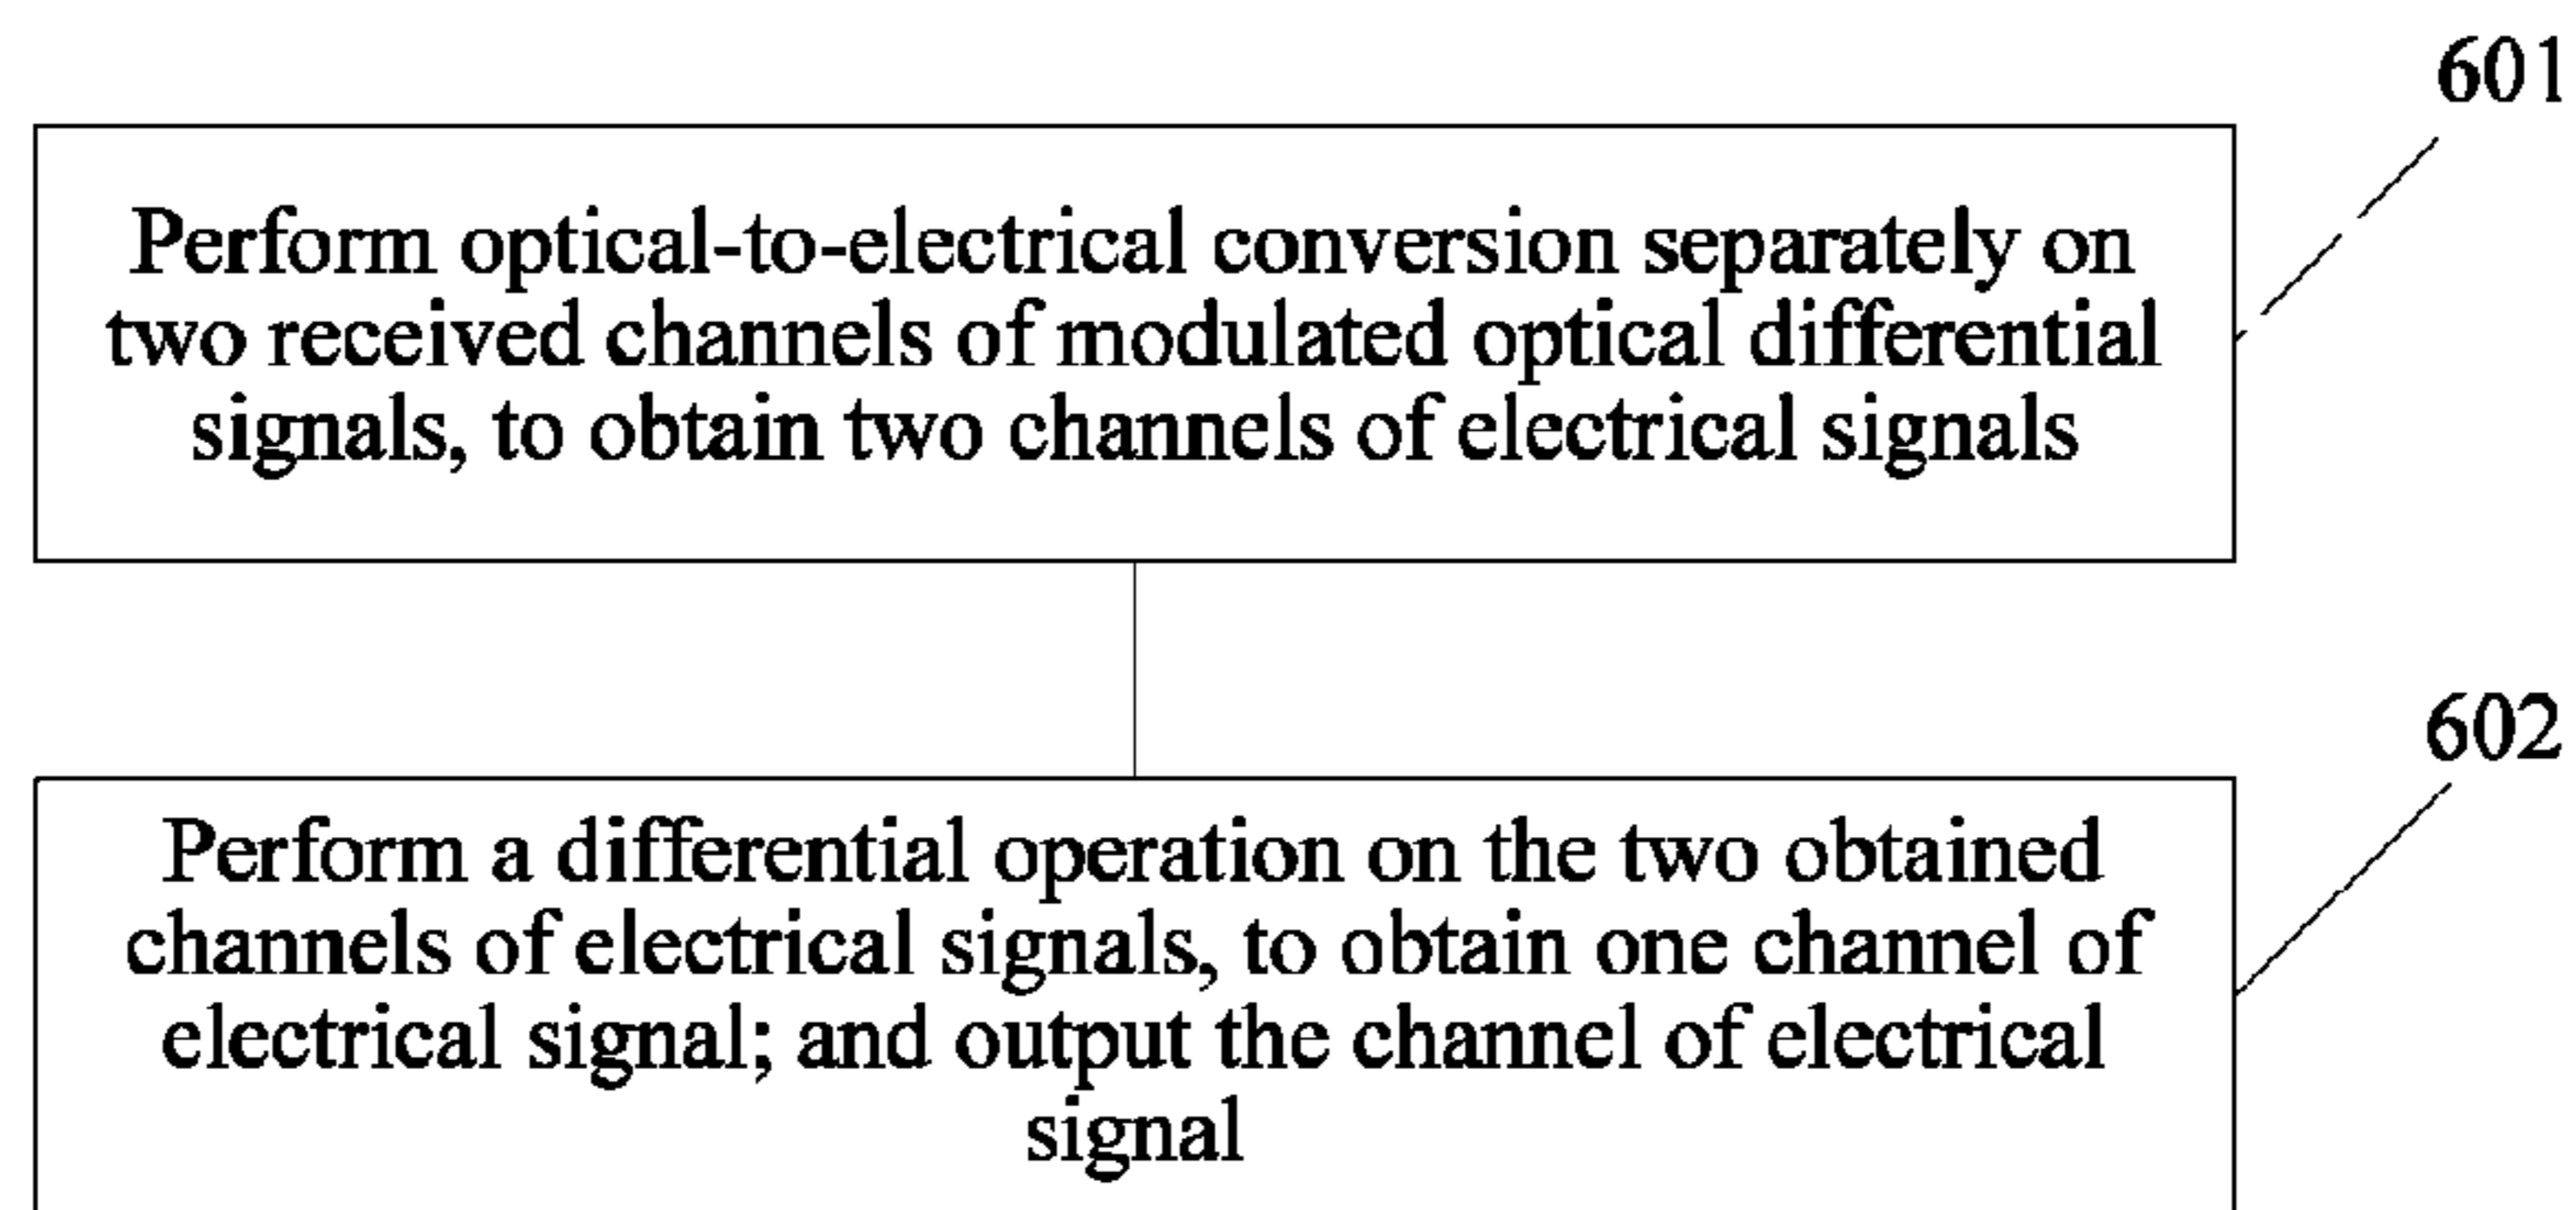 601
Perform optical-to-electrical conversion separately on
two received channels of modulated optical differential
signals, to obtain two channels of electrical signals
602
Perform a differential operation on the two obtained
channels of electrical signals, to obtain one channel of
electrical signal; and output the channel of electrical
signal